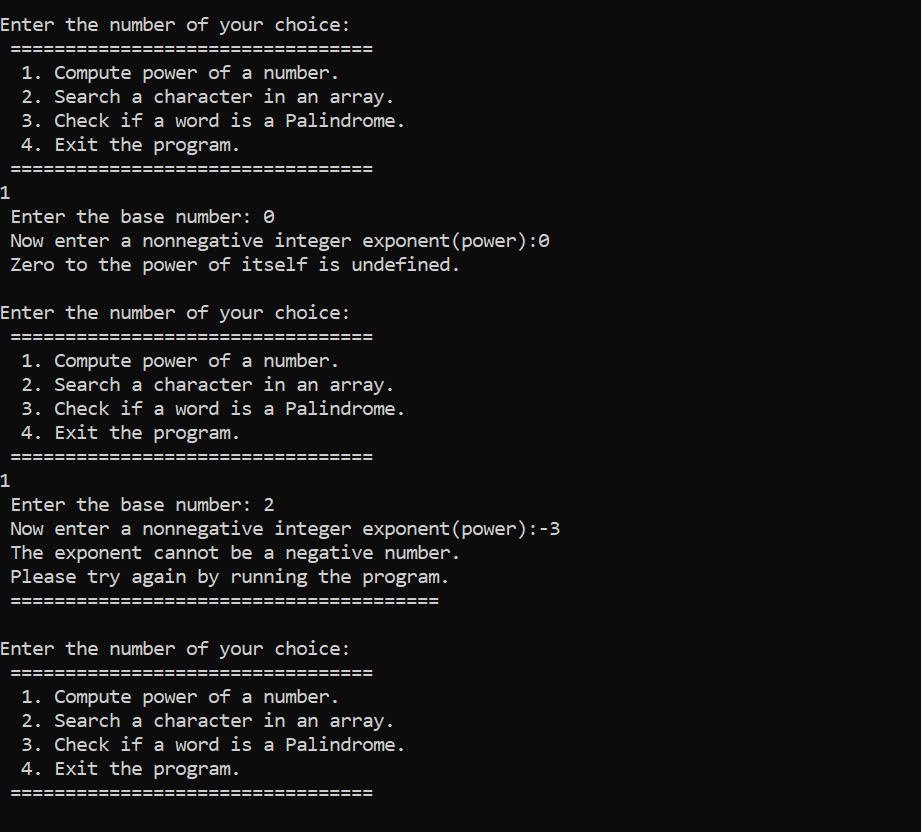 Enter the number of your choice:
=================================
1. Compute power of a number.
2. Search a character in an array.
3. Check if a word is a Palindrome.
4. Exit the program.
=================================
1
Enter the base number: 0
Now enter a nonnegative integer exponent(power):0
Zero to the power of itself is undefined.
Enter the number of your choice:
=================================
1. Compute power of a number.
2. Search a character in an array.
3. Check if a word is a Palindrome.
4. Exit the program.
=================================
1
Enter the base number: 2
Now enter a nonnegative integer exponent(power):-3
The exponent cannot be a negative number.
Please try again by running the program.
=======================================
Enter the number of your choice:
=================================
1. Compute power of a number.
2. Search a character in an array.
3. Check if a word is a Palindrome.
4. Exit the program.
=================================